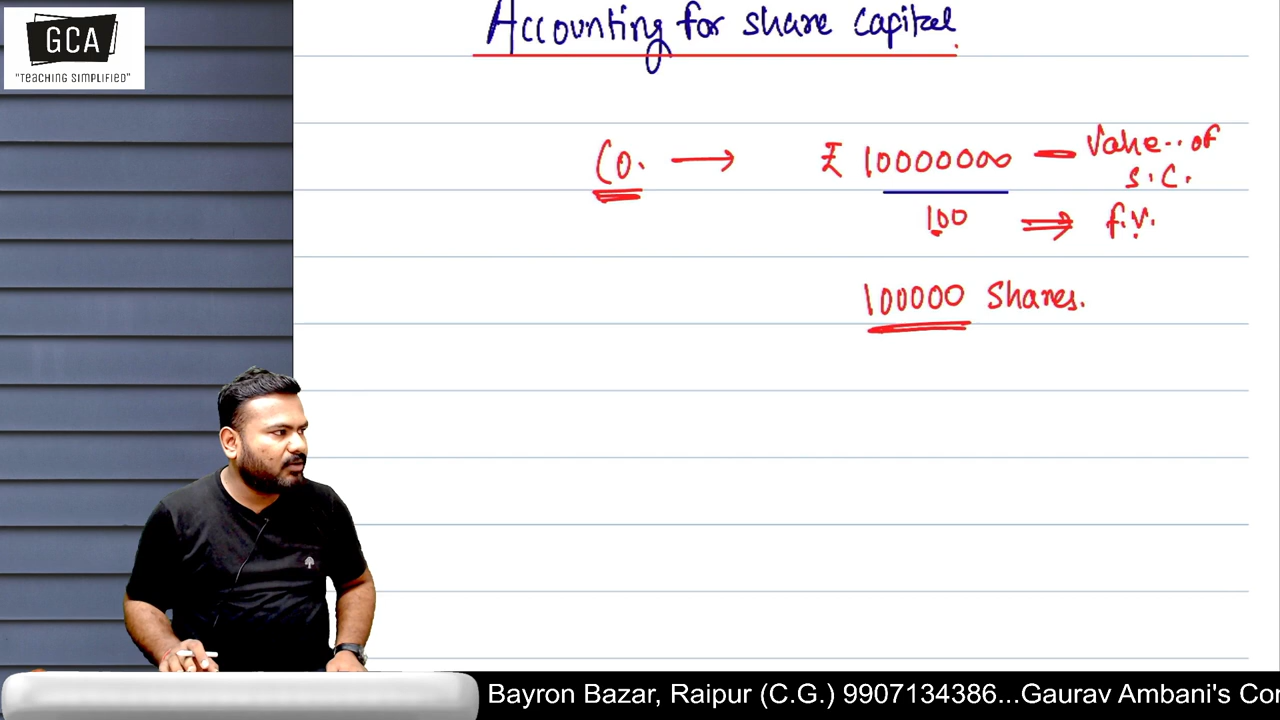 GCA
"TEACHING SIMPLIFIED"
Accounting for share capital
Co. → ₹ 10000000 — Value.. of
S.C.
100 ⇒ f.v.
100000 Shares.
Bayron Bazar, Raipur (C.G.) 9907134386...Gaurav Ambani's Con